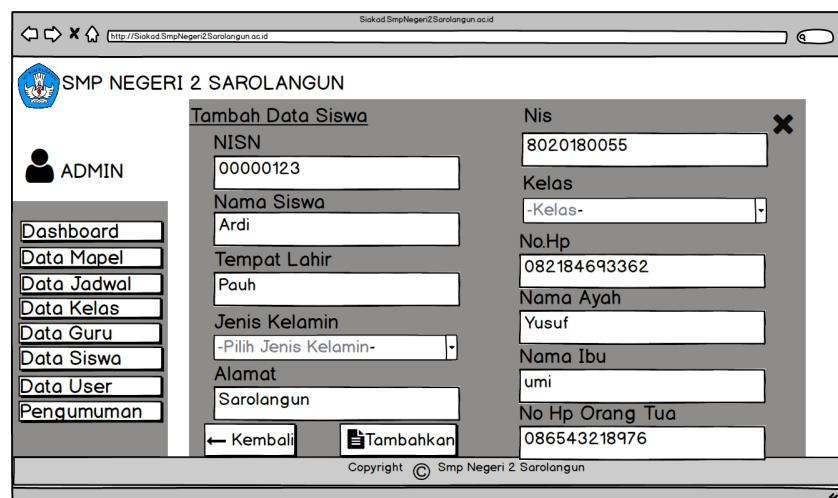 Siakad.SmpNegeri2Sarolangun.ac.id
http://Siakad.SmpNegeri2Sarolangun.ac.id
SMP NEGERI 2 SAROLANGUN
ADMIN
Dashboard
Data Mapel
Data Jadwal
Data Kelas
Data Guru
Data Siswa
Data User
Pengumuman
Tambah Data Siswa
NISN
00000123
Nama Siswa
Ardi
Tempat Lahir
Pauh
Jenis Kelamin
-Pilih Jenis Kelamin-
Alamat
Sarolangun
Kembali
Tambahkan
Nis
8020180055
Kelas
-Kelas-
No.Hp
082184693362
Nama Ayah
Yusuf
Nama Ibu
umi
No Hp Orang Tua
086543218976
Copyright © Smp Negeri 2 Sarolangun